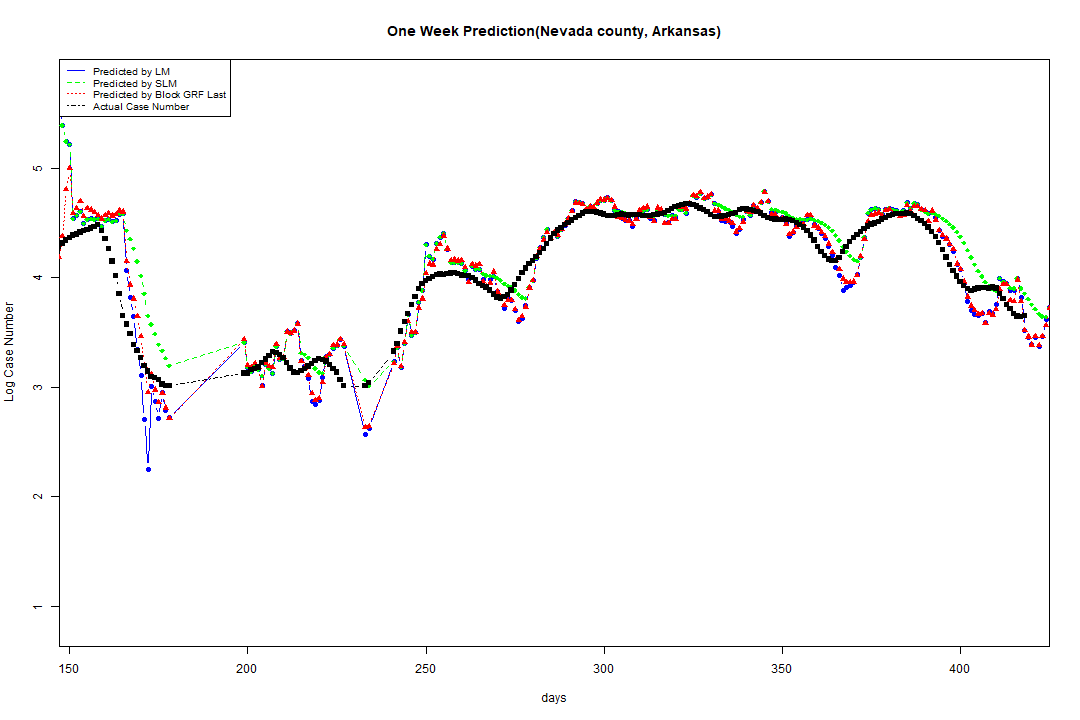 One Week Prediction(Nevada county, Arkansas)
Predicted by LM
Predicted by SLM
Predicted by Block GRF Last
Actual Case Number
5
4
3
2
1
Log Case Number
150 200 250 300 350 400
days